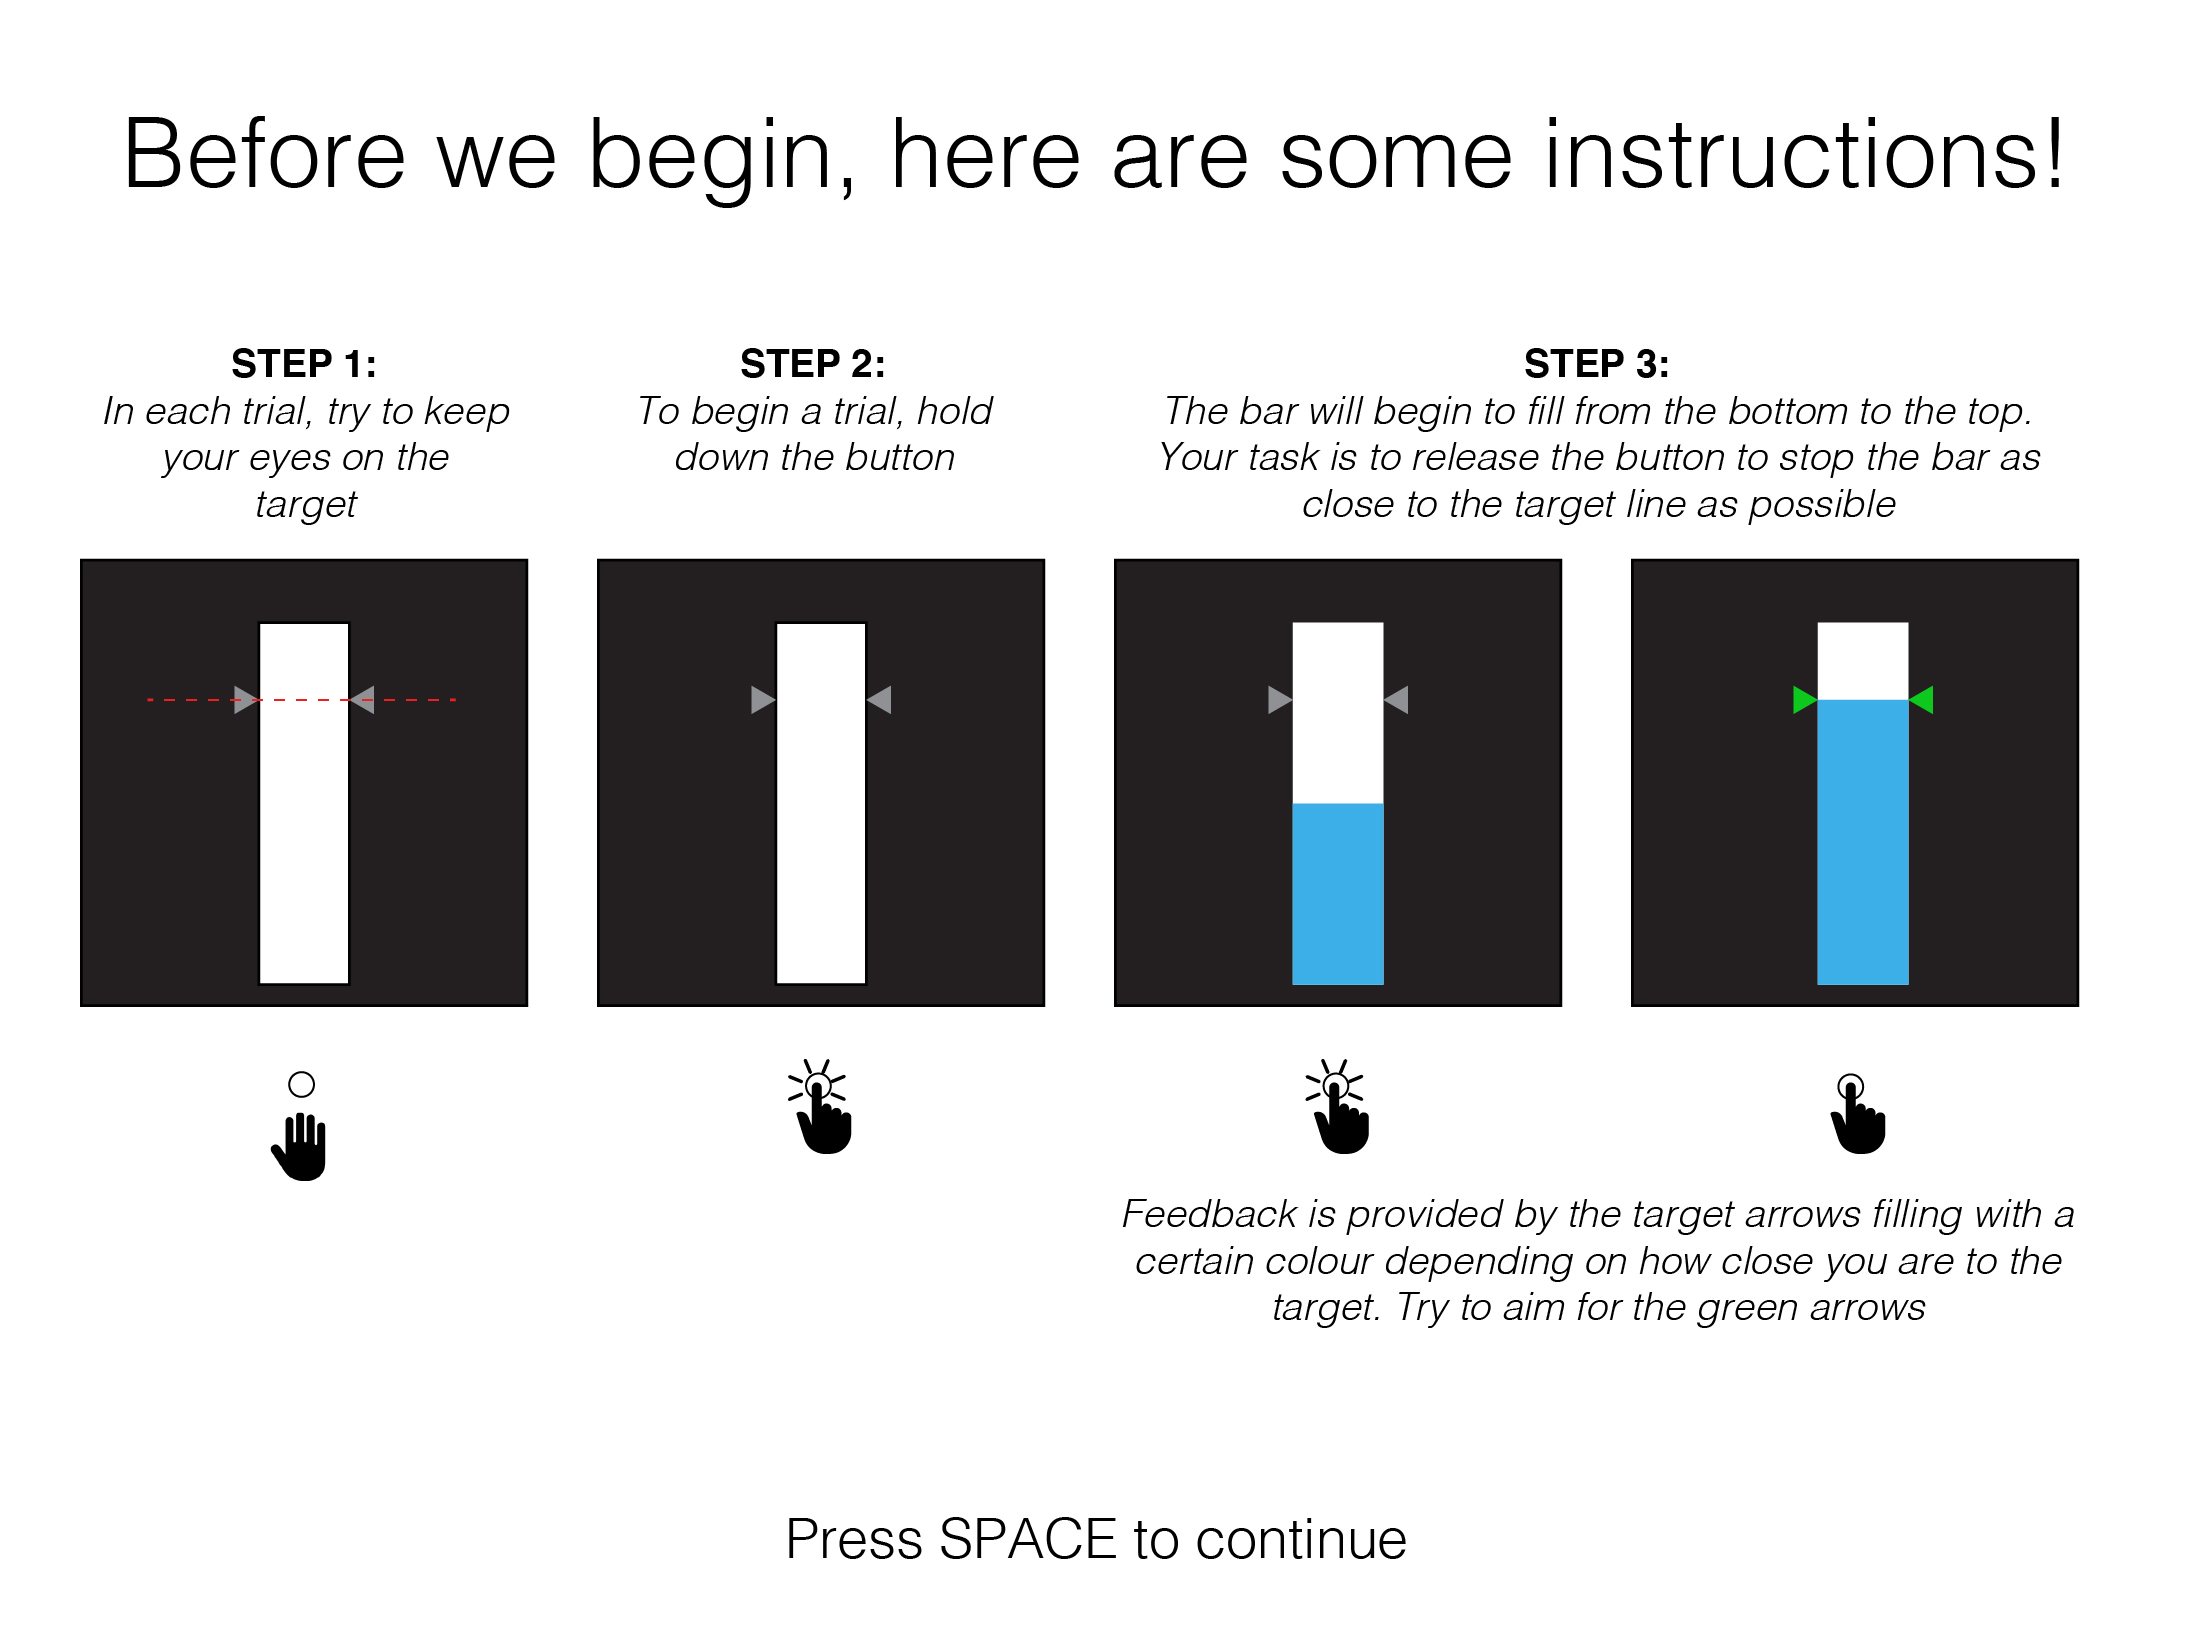 Before we begin, here are some instructions!
STEP 1:
In each trial, try to keep
your eyes on the
target
STEP 2:
To begin a trial, hold
down the button
STEP 3:
The bar will begin to fill from the bottom to the top.
Your task is to release the button to stop the bar as
close to the target line as possible
Feedback is provided by the target arrows filling with a
certain colour depending on how close you are to the
target. Try to aim for the green arrows
Press SPACE to continue